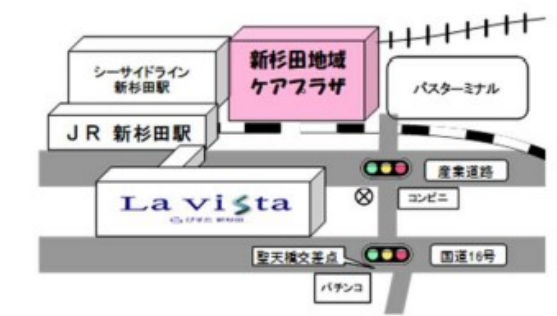 シーサイドライン
新杉田駅
新杉田地域
ケアプラザ
バスターミナル
JR 新杉田駅
産業道路
La vista
コンビニ
聖天橋交差点
国道16号
パチンコ